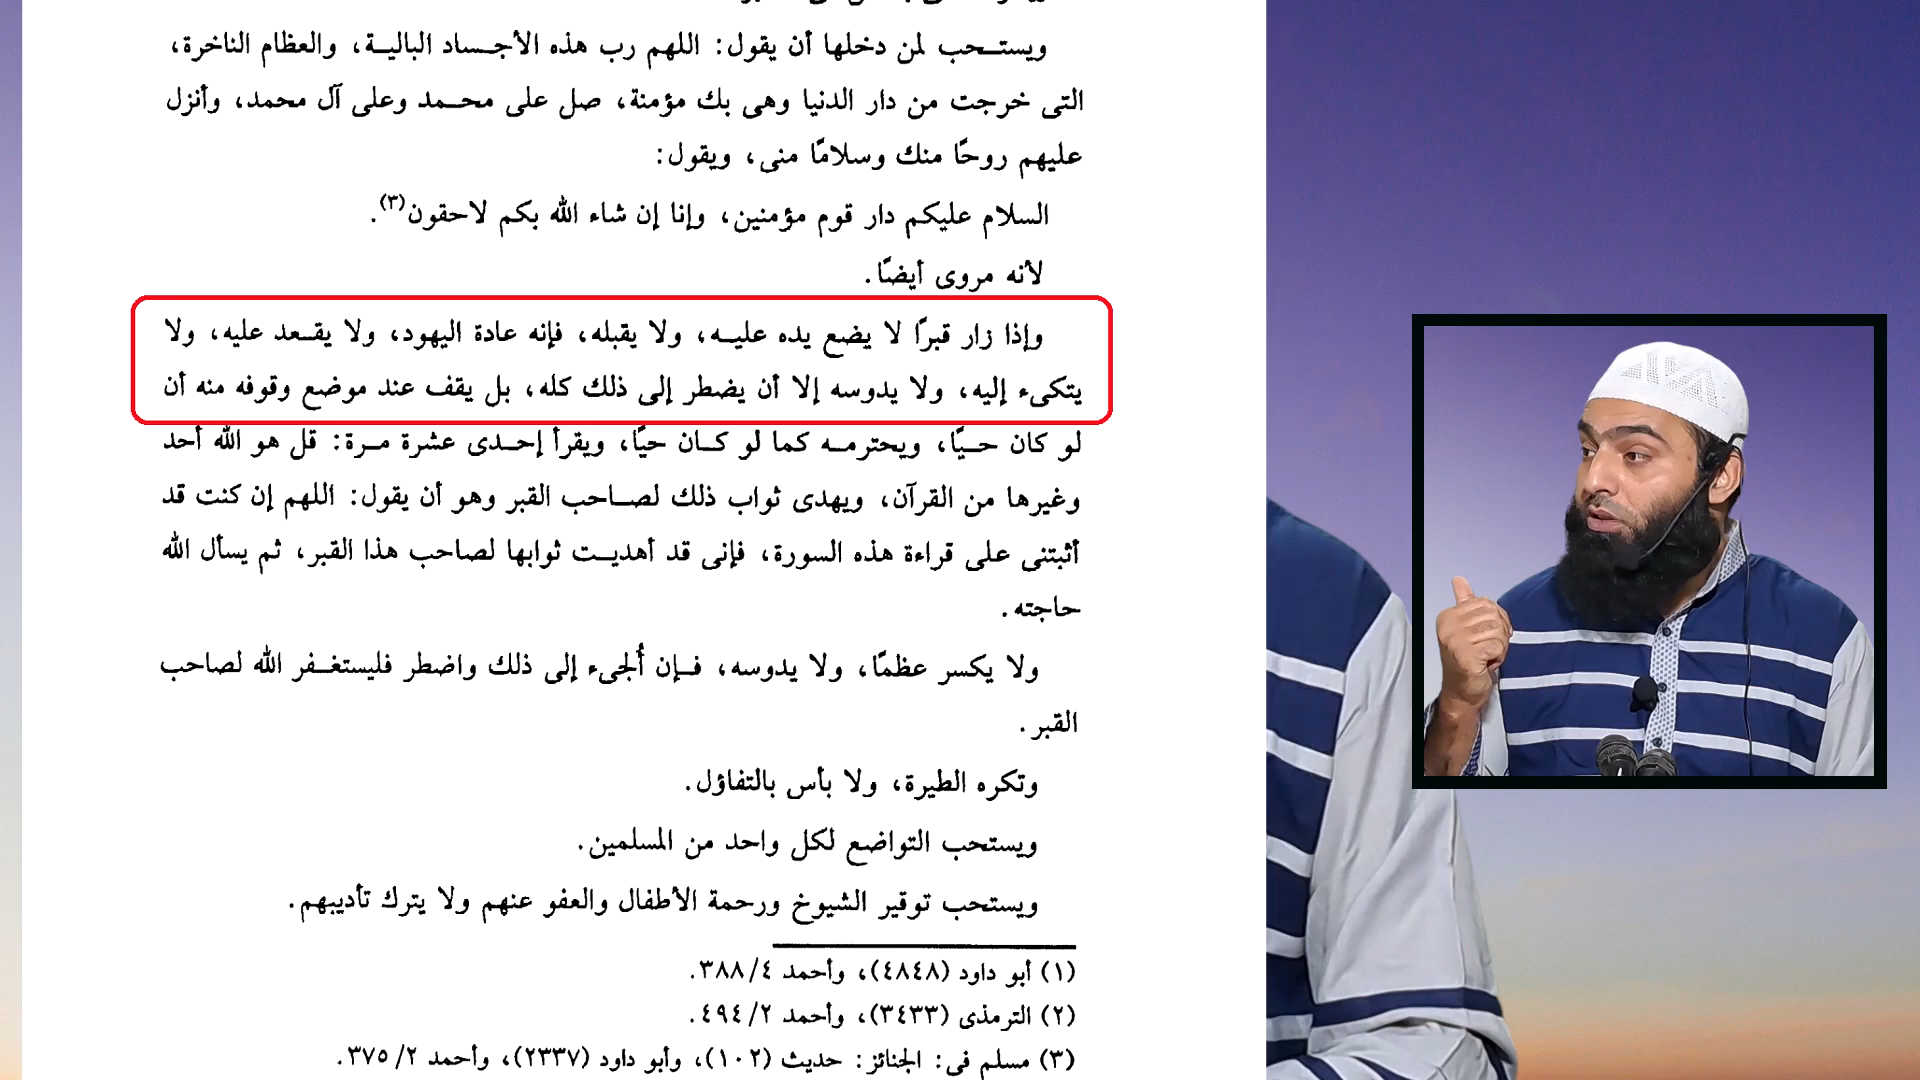 ويستحب لمن دخلها أن يقول: اللهم رب هذه الأجساد البالية، والعظام الناخرة،
التى خرجت من دار الدنيا وهى بك مؤمنة، صل على محمد وعلى آل محمد، وأنزل
عليهم روحًا منك وسلامًا منى، ويقول:
السلام عليكم دار قوم مؤمنين، وإنا إن شاء الله بكم لاحقون(٣).
لأنه مروى أيضًا.
وإذا زار قبرًا لا يضع يده عليه، ولا يقبله، فإنه عادة اليهود، ولا يقعد عليه، ولا
يتكىء إليه، ولا يدوسه إلا أن يضطر إلى ذلك كله، بل يقف عند موضع وقوفه منه أن
لو كان حيًا، ويحترمه كما لو كان حيًا، ويقرأ إحدى عشرة مرة: قل هو الله أحد
وغيرها من القرآن، ويهدى ثواب ذلك لصاحب القبر وهو أن يقول: اللهم إن كنت قد
أثبتنى على قراءة هذه السورة، فإنى قد أهديت ثوابها لصاحب هذا القبر، ثم يسأل الله
حاجته.
ولا يكسر عظمًا، ولا يدوسه، فإن أُلجىء إلى ذلك واضطر فليستغفر الله لصاحب
القبر.
وتكره الطيرة، ولا بأس بالتفاؤل.
ويستحب التواضع لكل واحد من المسلمين.
ويستحب توقير الشيوخ ورحمة الأطفال والعفو عنهم ولا يترك تأديبهم.
(١) أبو داود (٤٨٤٨)، وأحمد ٤/ ٣٨٨.
(٢) الترمذى (٣٤٣٣)، وأحمد ٢/ ٤٩٤.
(٣) مسلم فى: الجنائز: حديث (١٠٢)، وأبو داود (٢٣٣٧)، وأحمد ٢/ ٣٧٥.